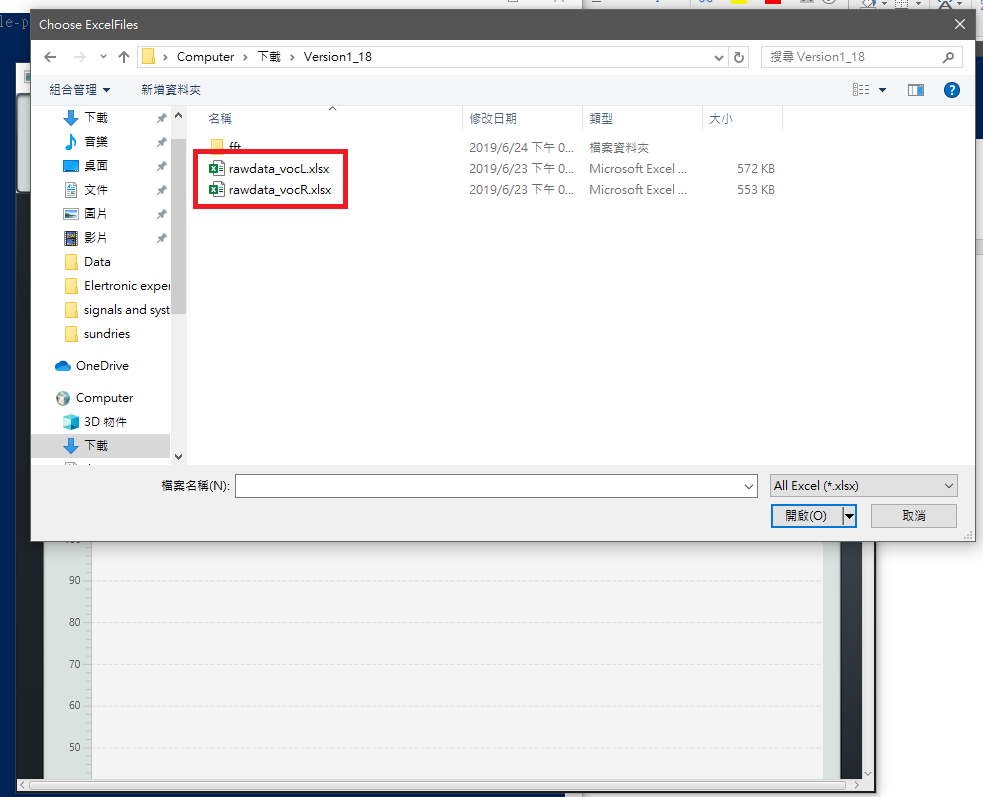 le-p
Choose ExcelFiles
Computer 下載 Version1_18
搜尋 Version1_18
組合管理 新增資料夾
名稱 修改日期 類型 大小
下載
音樂
桌面
文件
圖片
影片
Data
Elertronic exper
signals and syst
sundries
OneDrive
Computer
3D 物件
下載
fft 2019/6/24 下午 0... 檔案資料夾
rawdata_vocL.xlsx 2019/6/23 下午 0... Microsoft Excel ... 572 KB
rawdata_vocR.xlsx 2019/6/23 下午 0... Microsoft Excel ... 553 KB
檔案名稱(N):
All Excel (*.xlsx)
開啟(O) 取消
90
80
70
60
50